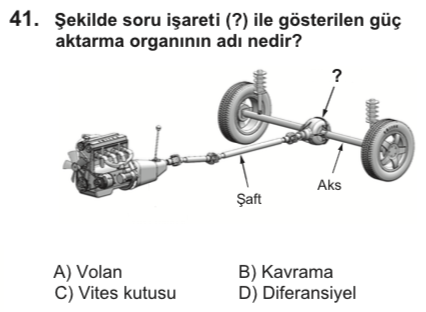 41. Şekilde soru işareti (?) ile gösterilen güç
aktarma organının adı nedir?
?
Aks
Şaft
A) Volan
B) Kavrama
C) Vites kutusu
D) Diferansiyel